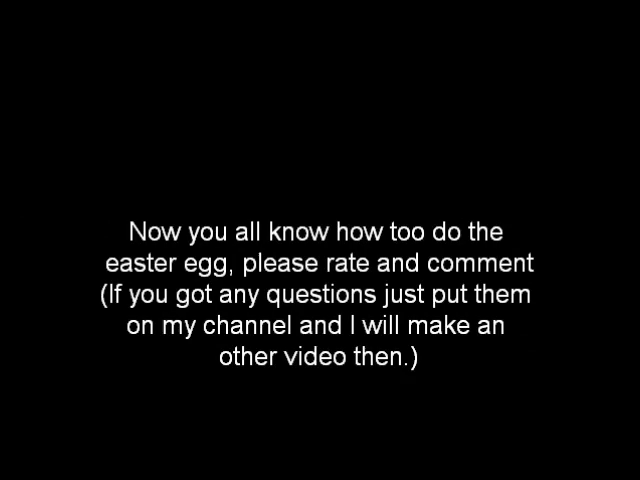 Now you all know how too do the
easter egg, please rate and comment
(If you got any questions just put them
on my channel and I will make an
other video then.)